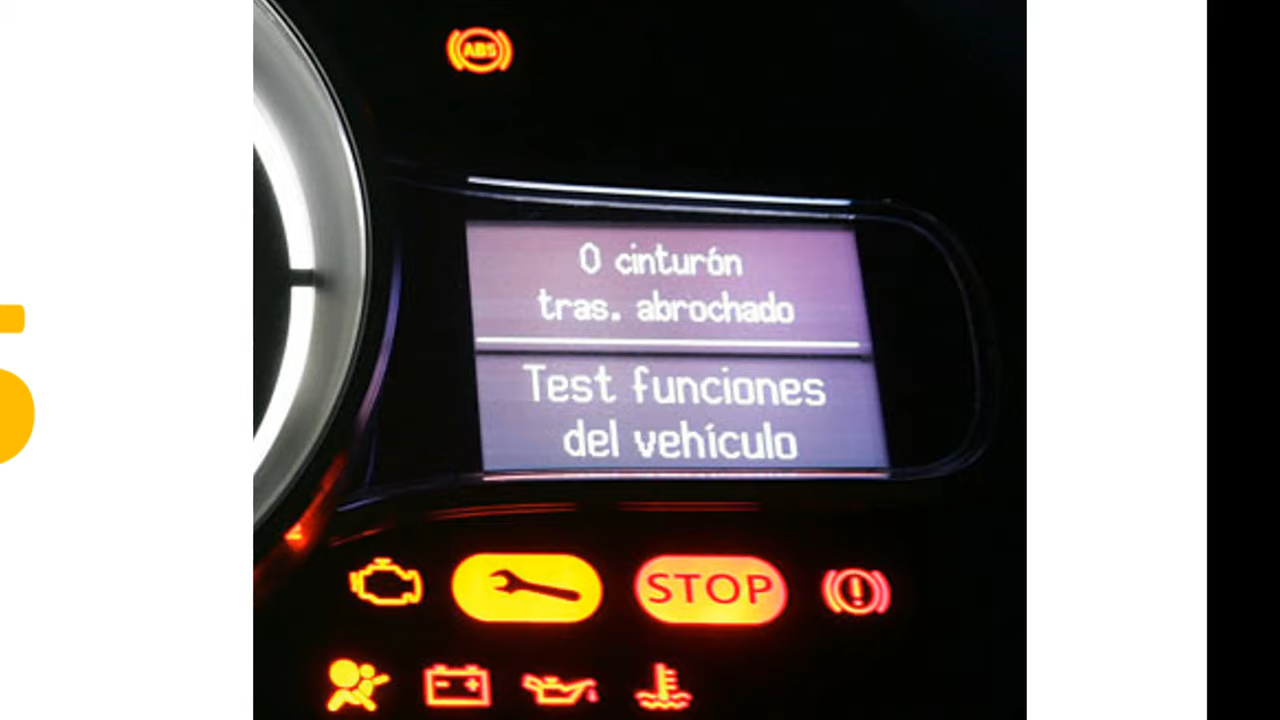 ABS
0 cinturón
tras. abrochado
Test funciones
del vehículo
STOP